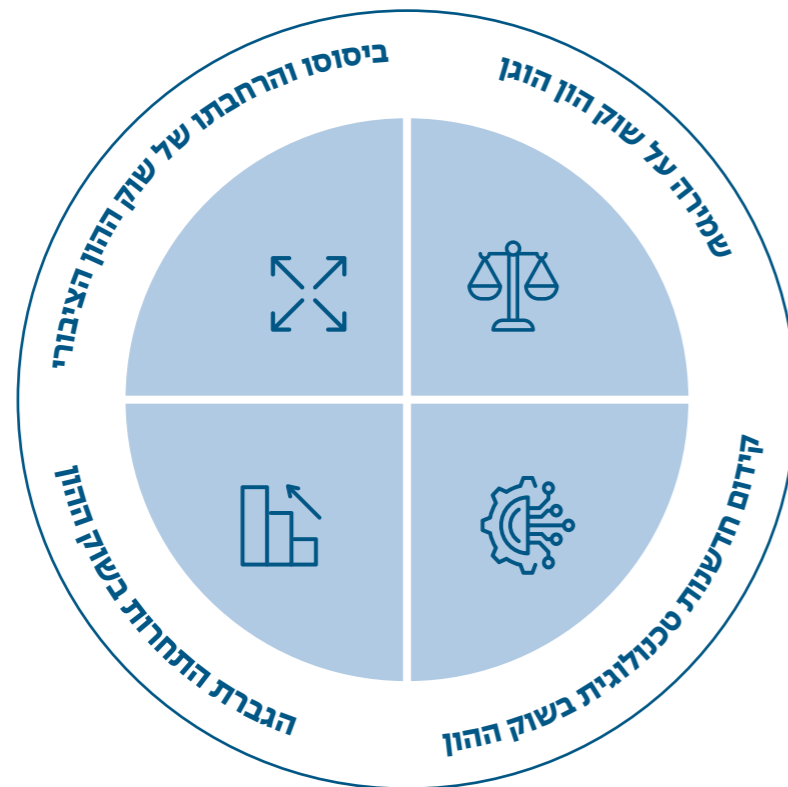 שמירה על שוק הון הוגן
ביסוסו והרחבתו של שוק ההון הציבורי
קידום חדשנות טכנולוגית בשוק ההון
הגברת התחרות בשוק ההון